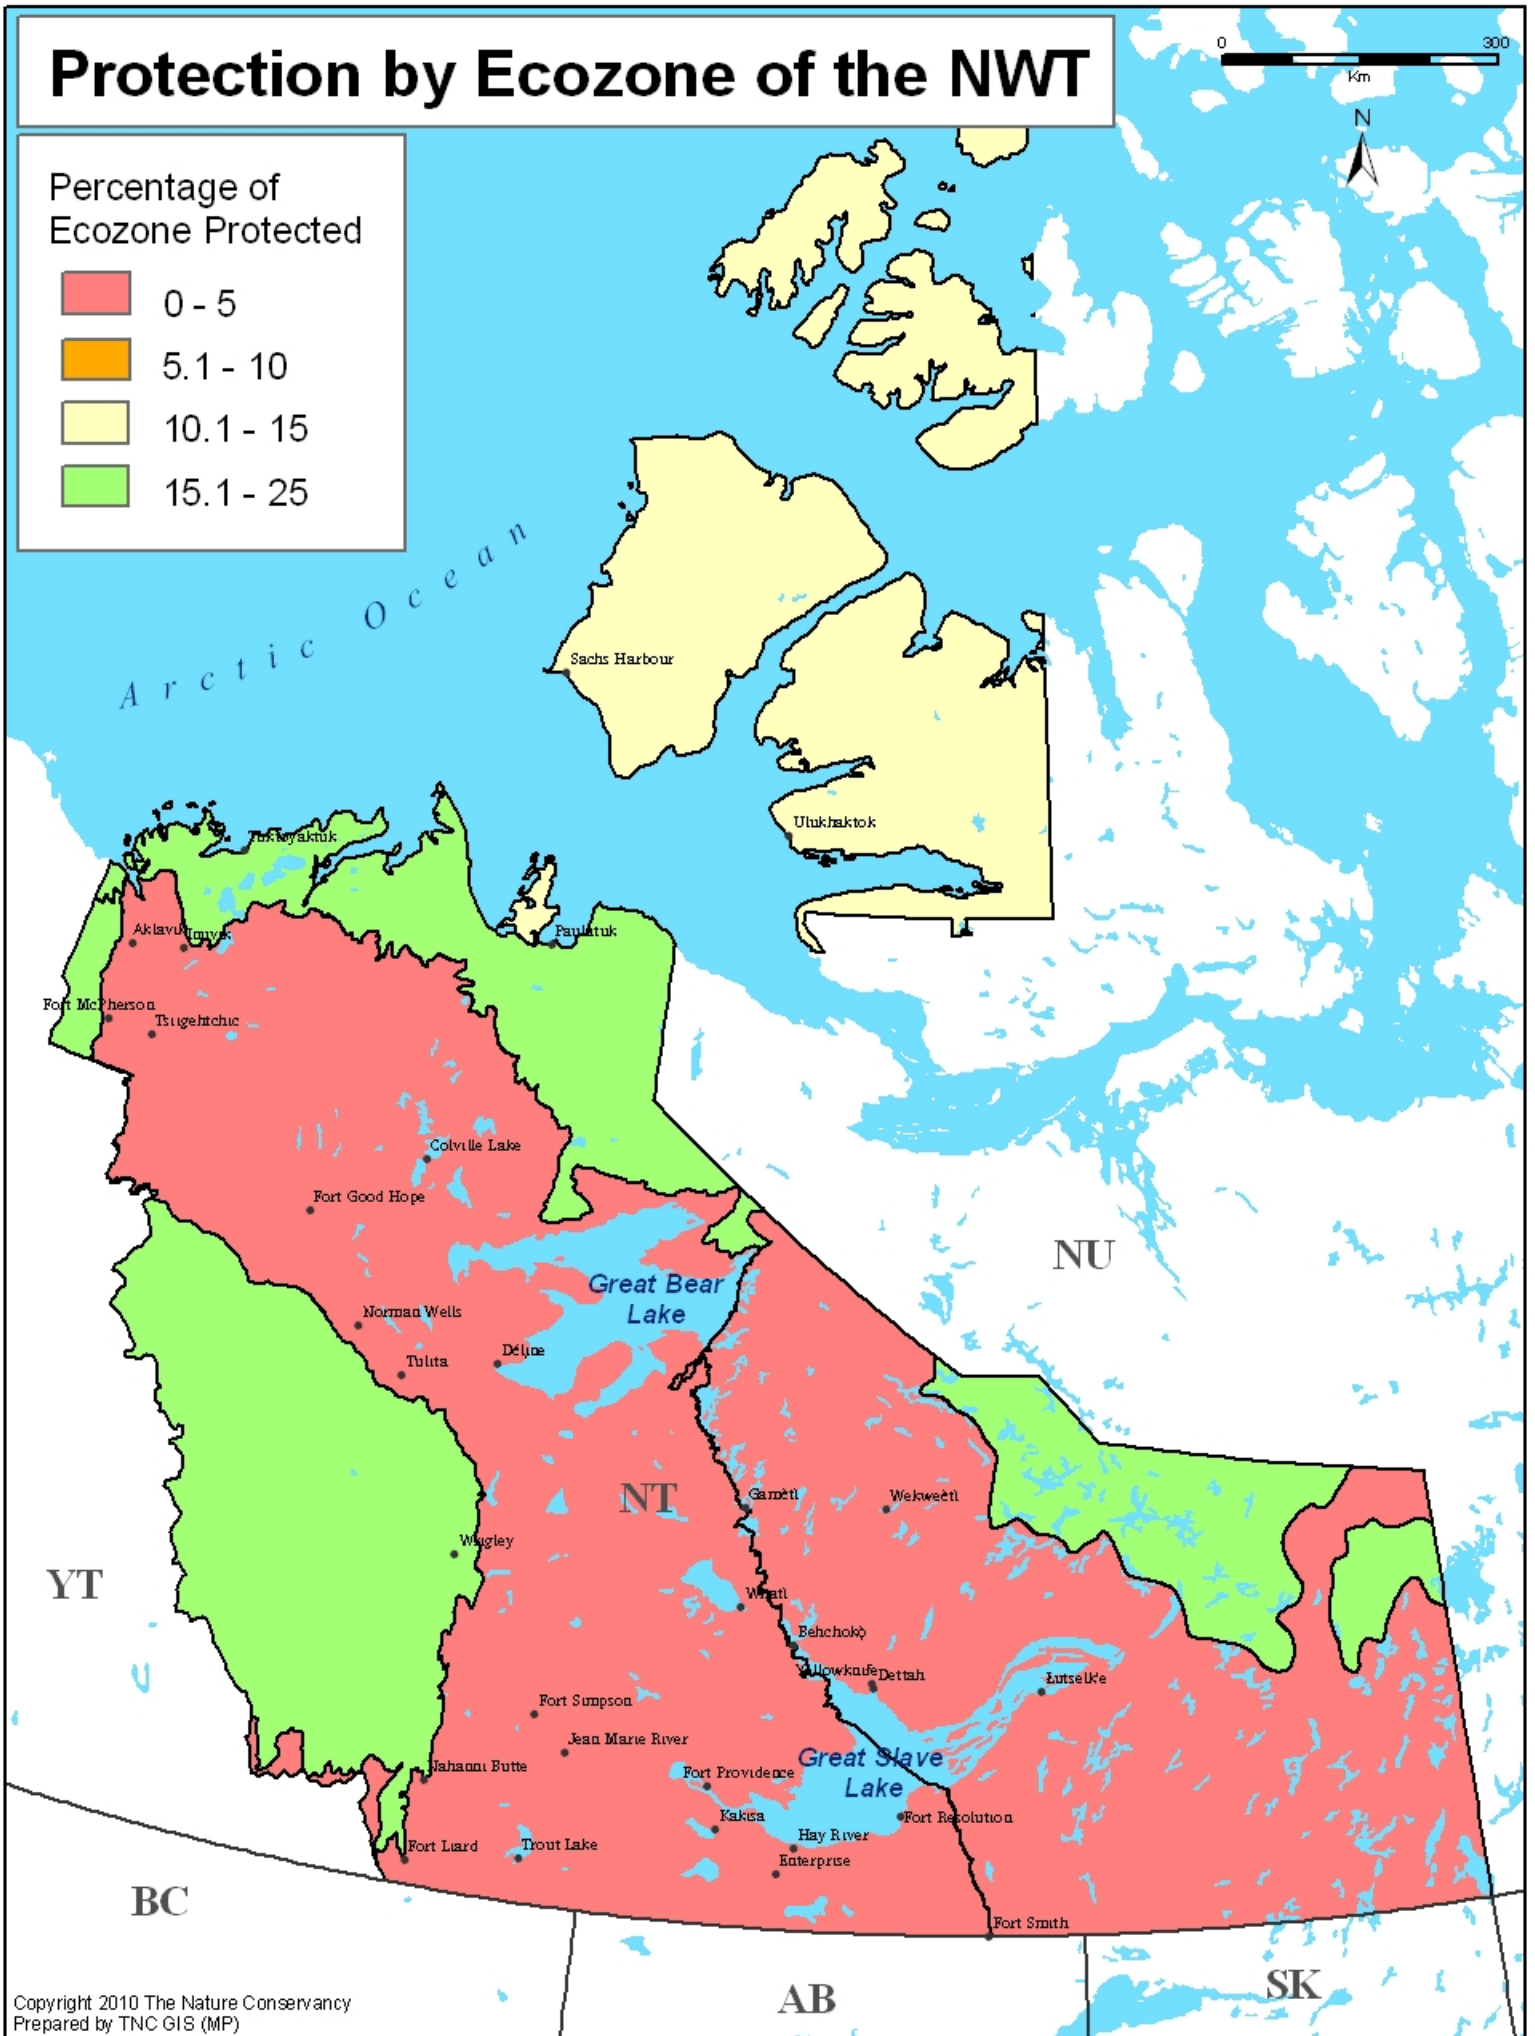 Protection by Ecozone of the NWT
0
300
Km
N
Percentage of
Ecozone Protected
0 - 5
5.1 - 10
10.1 - 15
15.1 - 25
Arctic Ocean
Sachs Harbour
Ulukhaktok
Tuktoyaktuk
Paulatuk
Aklavik
Inuvik
Fort McPherson
Tsiigehtchic
Colville Lake
Fort Good Hope
NU
Great Bear
Lake
Norman Wells
Déline
Tulita
NT
Gamètì
Wekweètì
Wrigley
YT
Whatì
Behchokò
Yellowknife
Dettah
Łutselk'e
Fort Simpson
Jean Marie River
Great Slave
Lake
Nahanni Butte
Fort Providence
Kakisa
Fort Resolution
Hay River
Fort Liard
Trout Lake
Enterprise
BC
Fort Smith
SK
AB
Copyright 2010 The Nature Conservancy
Prepared by TNC GIS (MP)